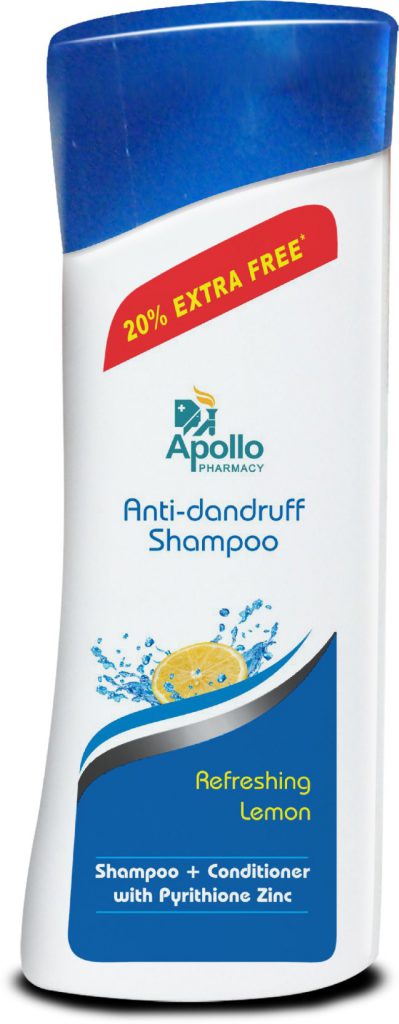 20% EXTRA FREE*
Apollo
PHARMACY
Anti-dandruff
Shampoo
Refreshing
Lemon
Shampoo + Conditioner
with Pyrithione Zinc